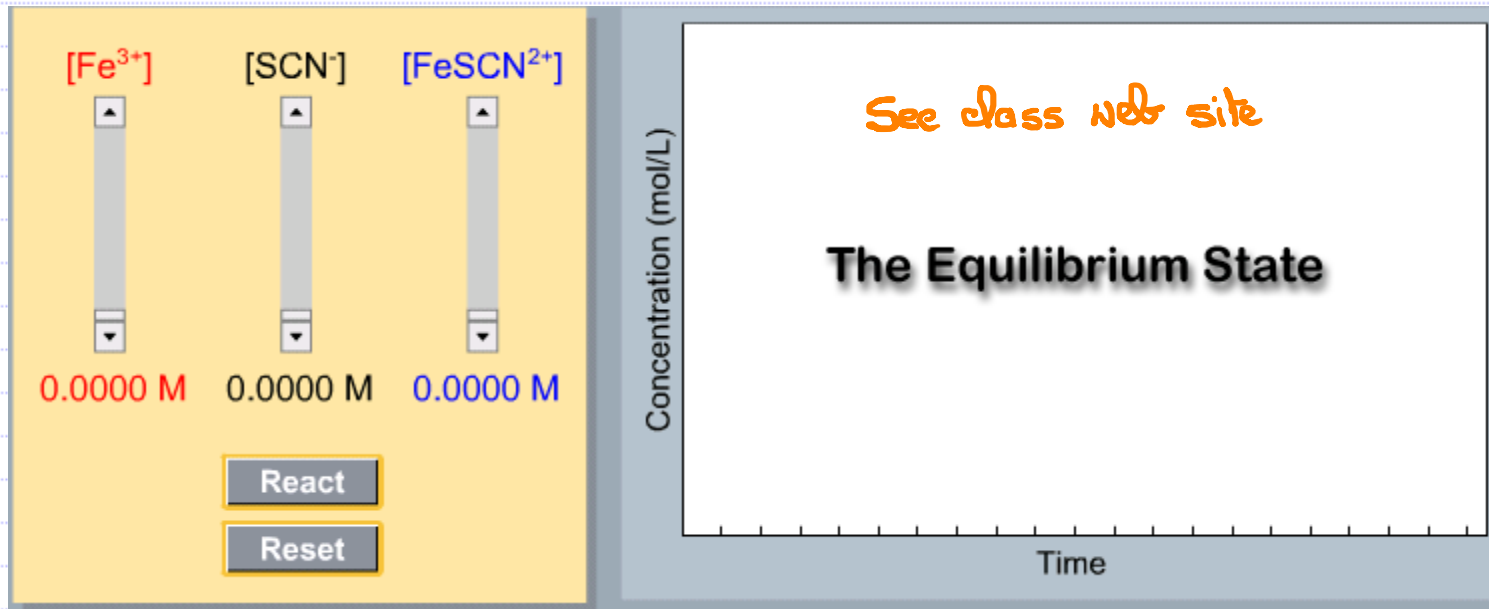 [Fe³⁺] [SCN⁻] [FeSCN²⁺]
0.0000 M 0.0000 M 0.0000 M
React
Reset
Concentration (mol/L)
See class web site
The Equilibrium State
Time